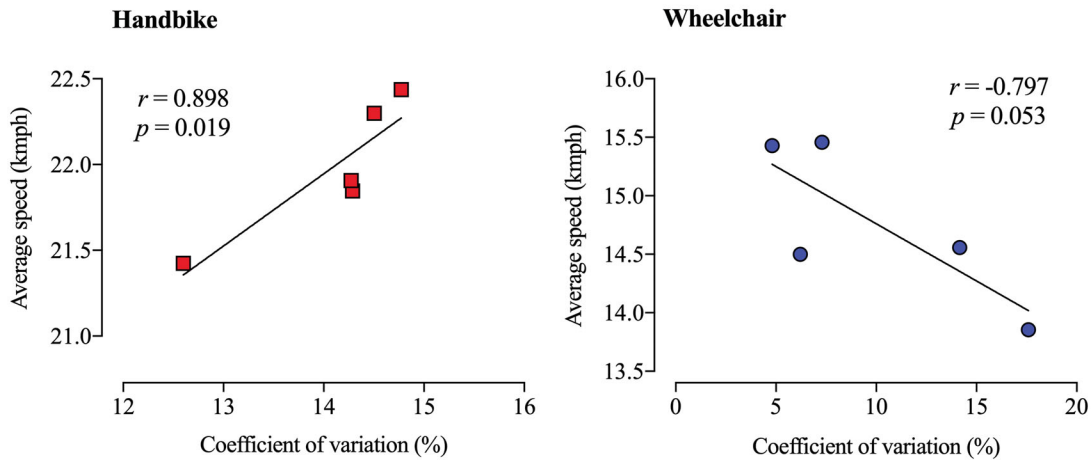 Handbike
r = 0.898
p = 0.019
22.5
22.0
21.5
21.0
Average speed (kmph)
12
13
14
15
16
Coefficient of variation (%)
Wheelchair
r = -0.797
p = 0.053
16.0
15.5
15.0
14.5
14.0
13.5
Average speed (kmph)
0
5
10
15
20
Coefficient of variation (%)